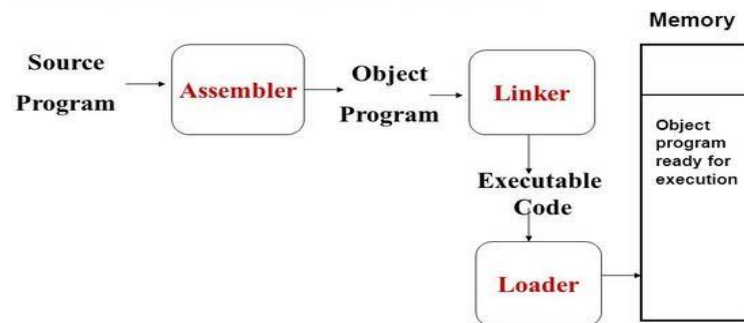 Source
Program
Assembler
Object
Program
Linker
Executable
Code
Loader
Memory
Object
program
ready for
execution